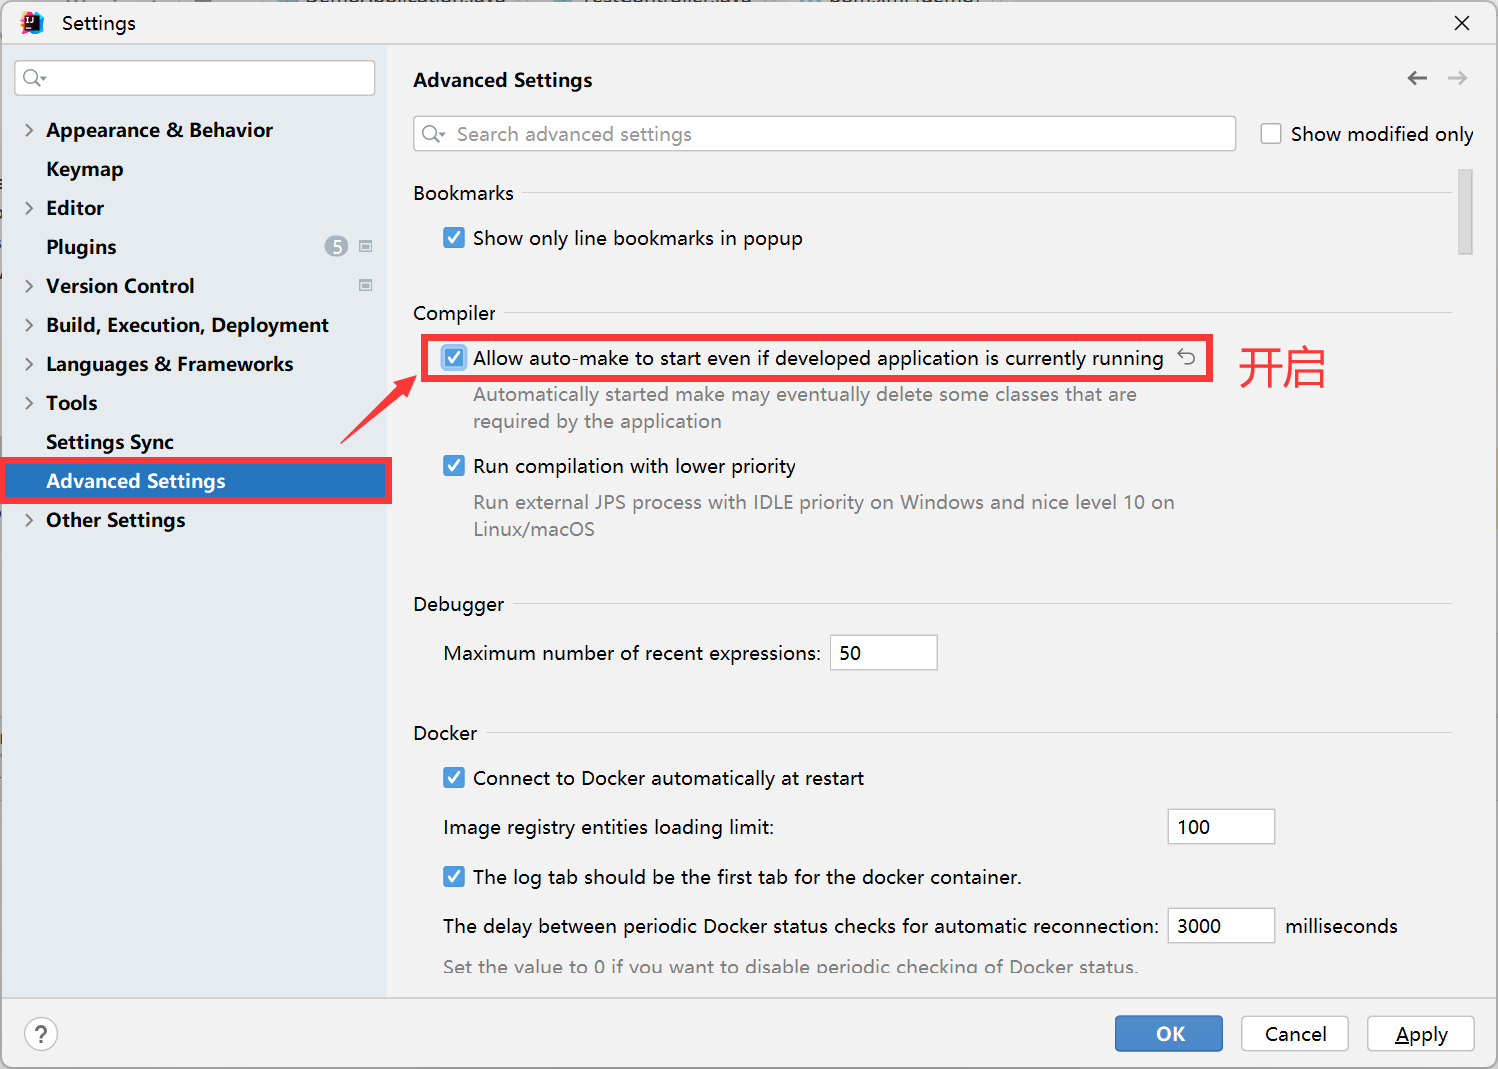 Settings
Advanced Settings
Search advanced settings
Show modified only
Appearance & Behavior
Keymap
Editor
Plugins 5
Version Control
Build, Execution, Deployment
Languages & Frameworks
Tools
Settings Sync
Advanced Settings
Other Settings
Bookmarks
Show only line bookmarks in popup
Compiler
Allow auto-make to start even if developed application is currently running
开启
Automatically started make may eventually delete some classes that are
required by the application
Run compilation with lower priority
Run external JPS process with IDLE priority on Windows and nice level 10 on
Linux/macOS
Debugger
Maximum number of recent expressions: 50
Docker
Connect to Docker automatically at restart
Image registry entities loading limit: 100
The log tab should be the first tab for the docker container.
The delay between periodic Docker status checks for automatic reconnection: 3000 milliseconds
Set the value to 0 if you want to disable periodic checking of Docker status.
?
OK
Cancel
Apply